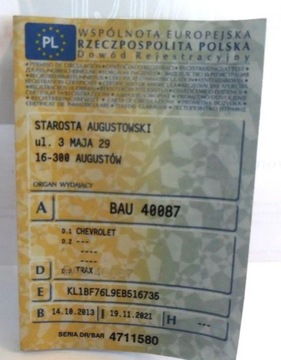 PL
WSPÓLNOTA EUROPEJSKA
RZECZPOSPOLITA POLSKA
Dowód Rejestracyjny
STAROSTA AUGUSTOWSKI
ul. 3 MAJA 29
16-300 AUGUSTÓW
ORGAN WYDAJĄCY
A BAU 40087
D.1 CHEVROLET
D.2 ---
----
----
D D.3 TRAX
E KL1BF76L9EB516735
B 14.10.2013 19.11.2021 H ---
SERIA DR/BAR 4711580